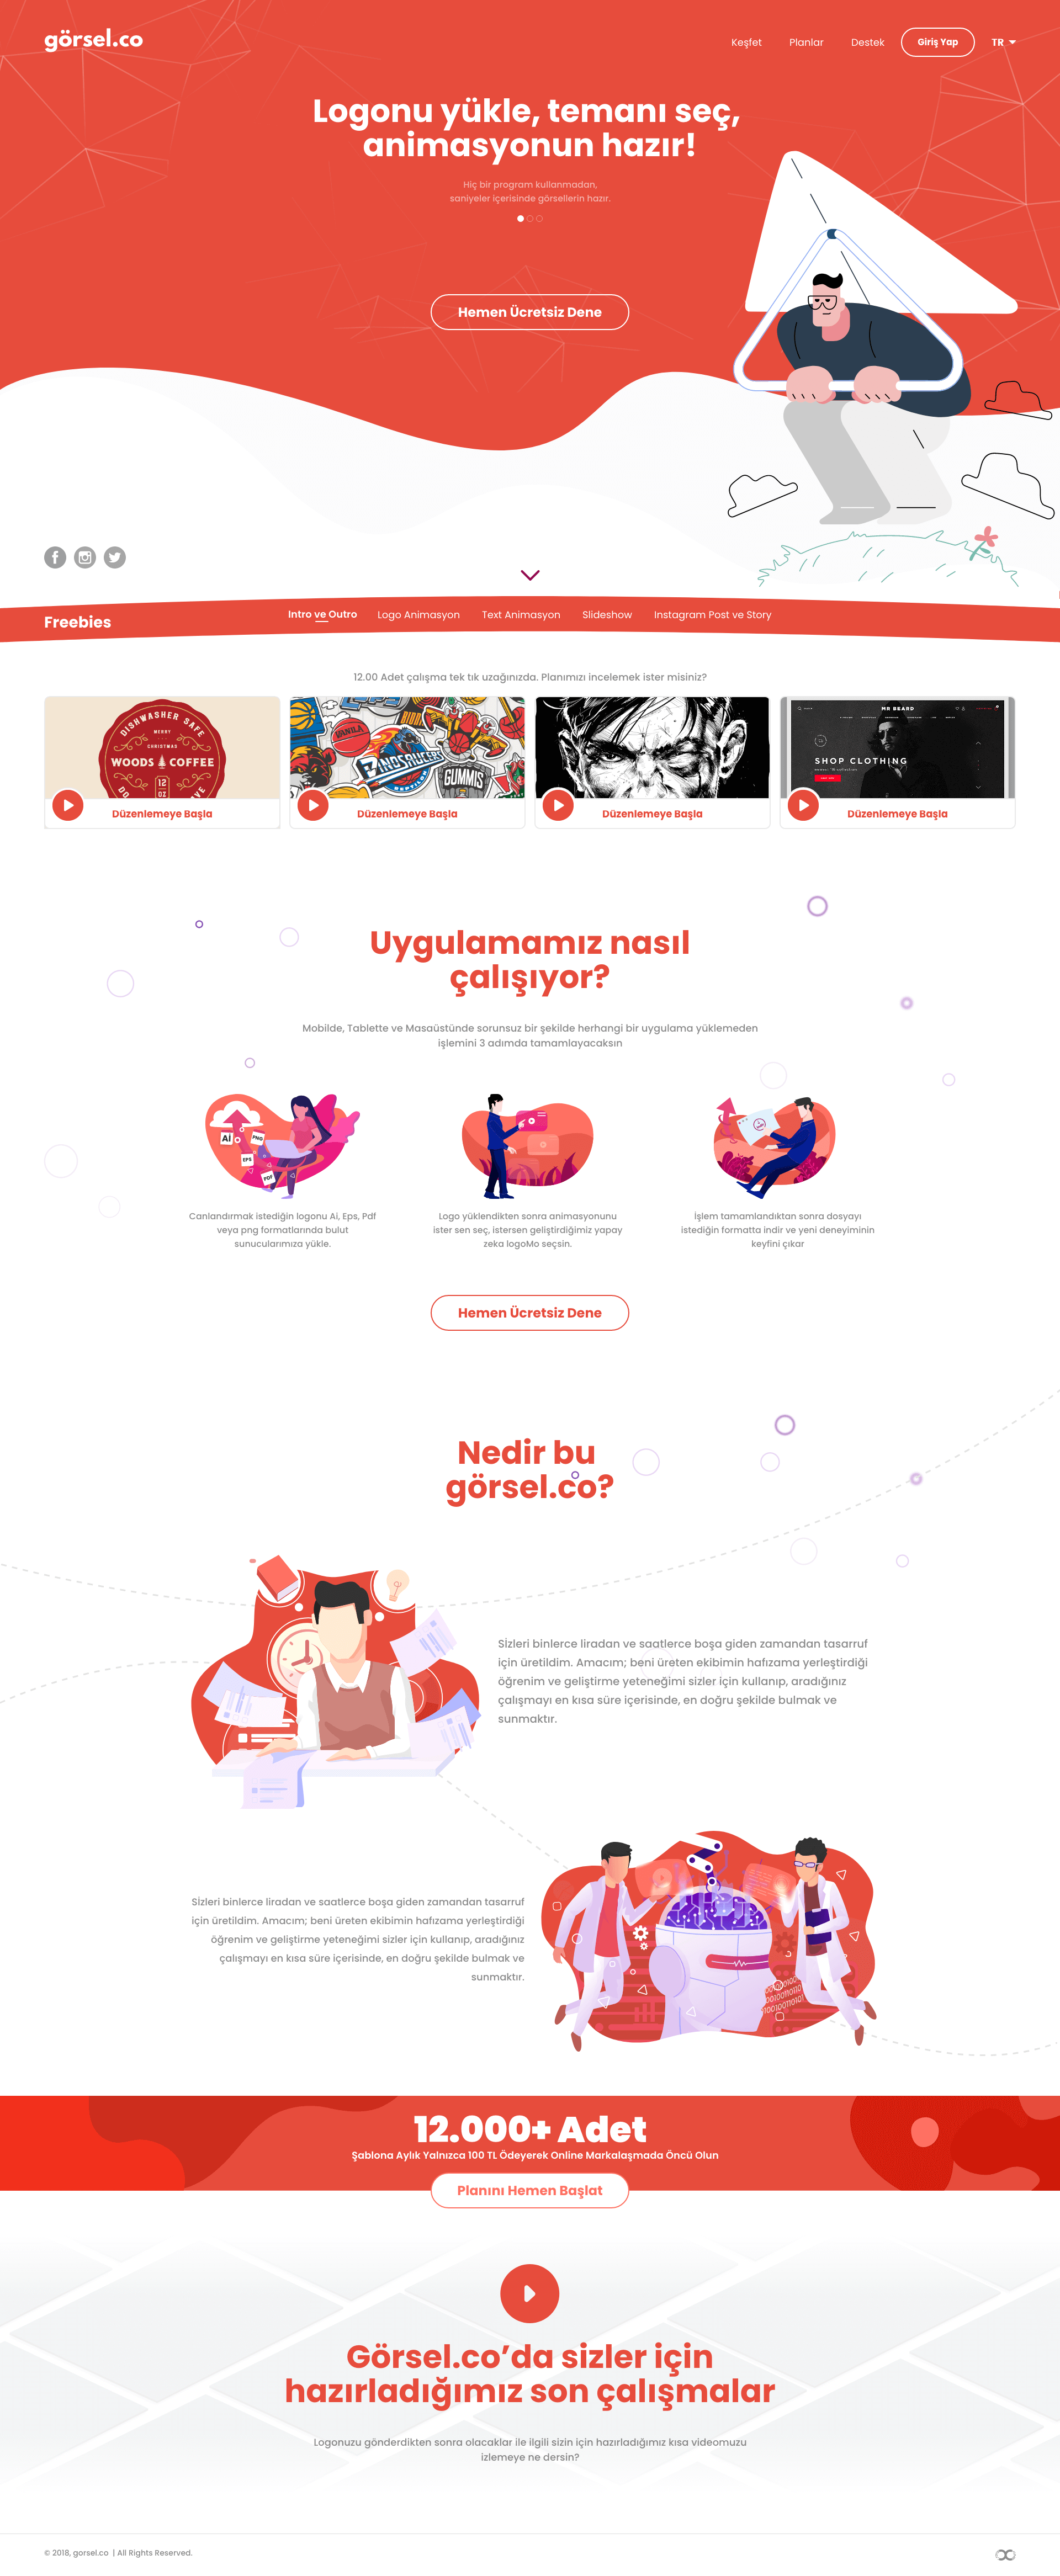 görsel.co
Keşfet
Planlar
Destek
Giriş Yap
TR
Logonu yükle, temanı seç,
animasyonun hazır!
Hiç bir program kullanmadan,
saniyeler içerisinde görsellerin hazır.
Hemen Ücretsiz Dene
Freebies
Intro ve Outro
Logo Animasyon
Text Animasyon
Slideshow
Instagram Post ve Story
12.00 Adet çalışma tek tık uzağınızda. Planımızı incelemek ister misiniz?
DISHWASHER SAFE
MERRY
CHRISTMAS
WOODS COFFEE
12
OZ
VANILA
GUMMIS
MR BEARD
SHOP CLOTHING
Düzenlemeye Başla
Düzenlemeye Başla
Düzenlemeye Başla
Düzenlemeye Başla
Uygulamamız nasıl
çalışıyor?
Mobilde, Tablette ve Masaüstünde sorunsuz bir şekilde herhangi bir uygulama yüklemeden
işlemini 3 adımda tamamlayacaksın
Ai
PNG
EPS
PDF
Canlandırmak istediğin logonu Ai, Eps, Pdf
veya png formatlarında bulut
sunucularımıza yükle.
Logo yüklendikten sonra animasyonunu
ister sen seç, istersen geliştirdiğimiz yapay
zeka logoMo seçsin.
İşlem tamamlandıktan sonra dosyayı
istediğin formatta indir ve yeni deneyiminin
keyfini çıkar
Hemen Ücretsiz Dene
Nedir bu
görsel.co?
Sİzleri binlerce liradan ve saatlerce boşa giden zamandan tasarruf
için üretildim. Amacım; beni üreten ekibimin hafızama yerleştirdiği
öğrenim ve geliştirme yeteneğimi sizler için kullanıp, aradığınız
çalışmayı en kısa süre içerisinde, en doğru şekilde bulmak ve
sunmaktır.
Sizleri binlerce liradan ve saatlerce boşa giden zamandan tasarruf
için üretildim. Amacım; beni üreten ekibimin hafızama yerleştirdiği
öğrenim ve geliştirme yeteneğimi sizler için kullanıp, aradığınız
çalışmayı en kısa süre içerisinde, en doğru şekilde bulmak ve
sunmaktır.
12.000+ Adet
Şablona Aylık Yalnızca 100 TL Ödeyerek Online Markalaşmada Öncü Olun
Planını Hemen Başlat
Görsel.co’da sizler için
hazırladığımız son çalışmalar
Logonuzu gönderdikten sonra olacaklar ile ilgili sizin için hazırladığımız kısa videomuzu
izlemeye ne dersin?
© 2018, gorsel.co | All Rights Reserved.